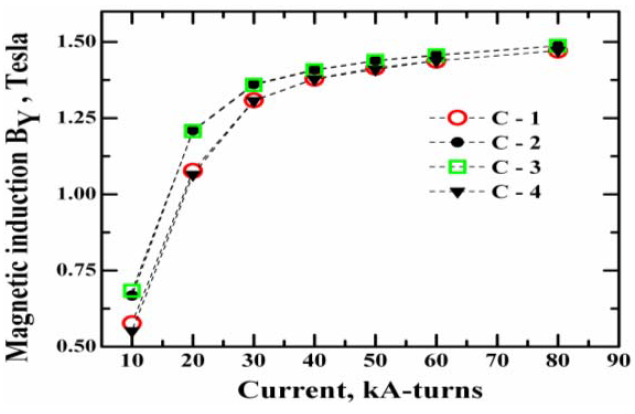 Magnetic induction BY , Tesla
1.50
1.25
1.00
0.75
0.50
C - 1
C - 2
C - 3
C - 4
10 20 30 40 50 60 70 80 90
Current, kA-turns